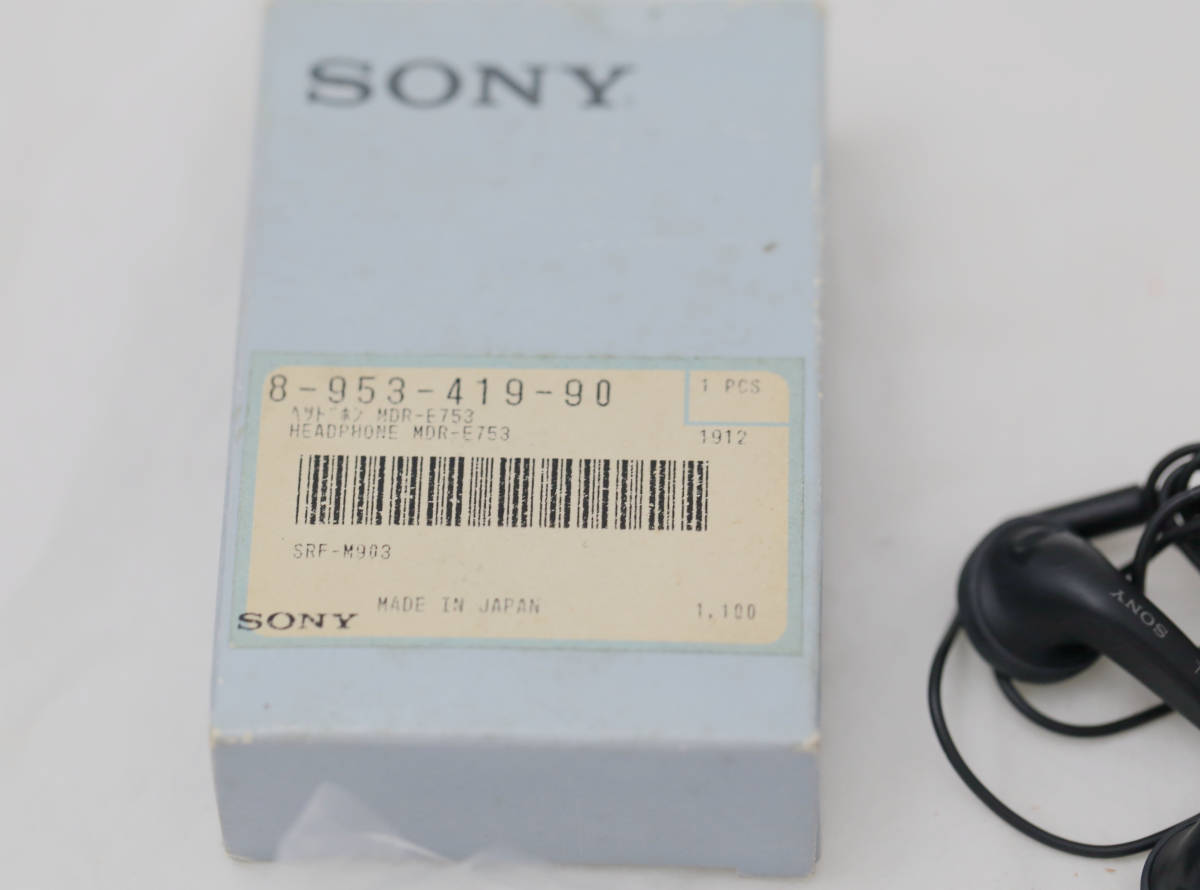 SONY
8-953-419-90
1 PCS
ﾍﾂﾄﾞﾎﾝ MDR-E753
HEADPHONE MDR-E753
1912
SRF-M903
MADE IN JAPAN
1,100
SONY
SONY